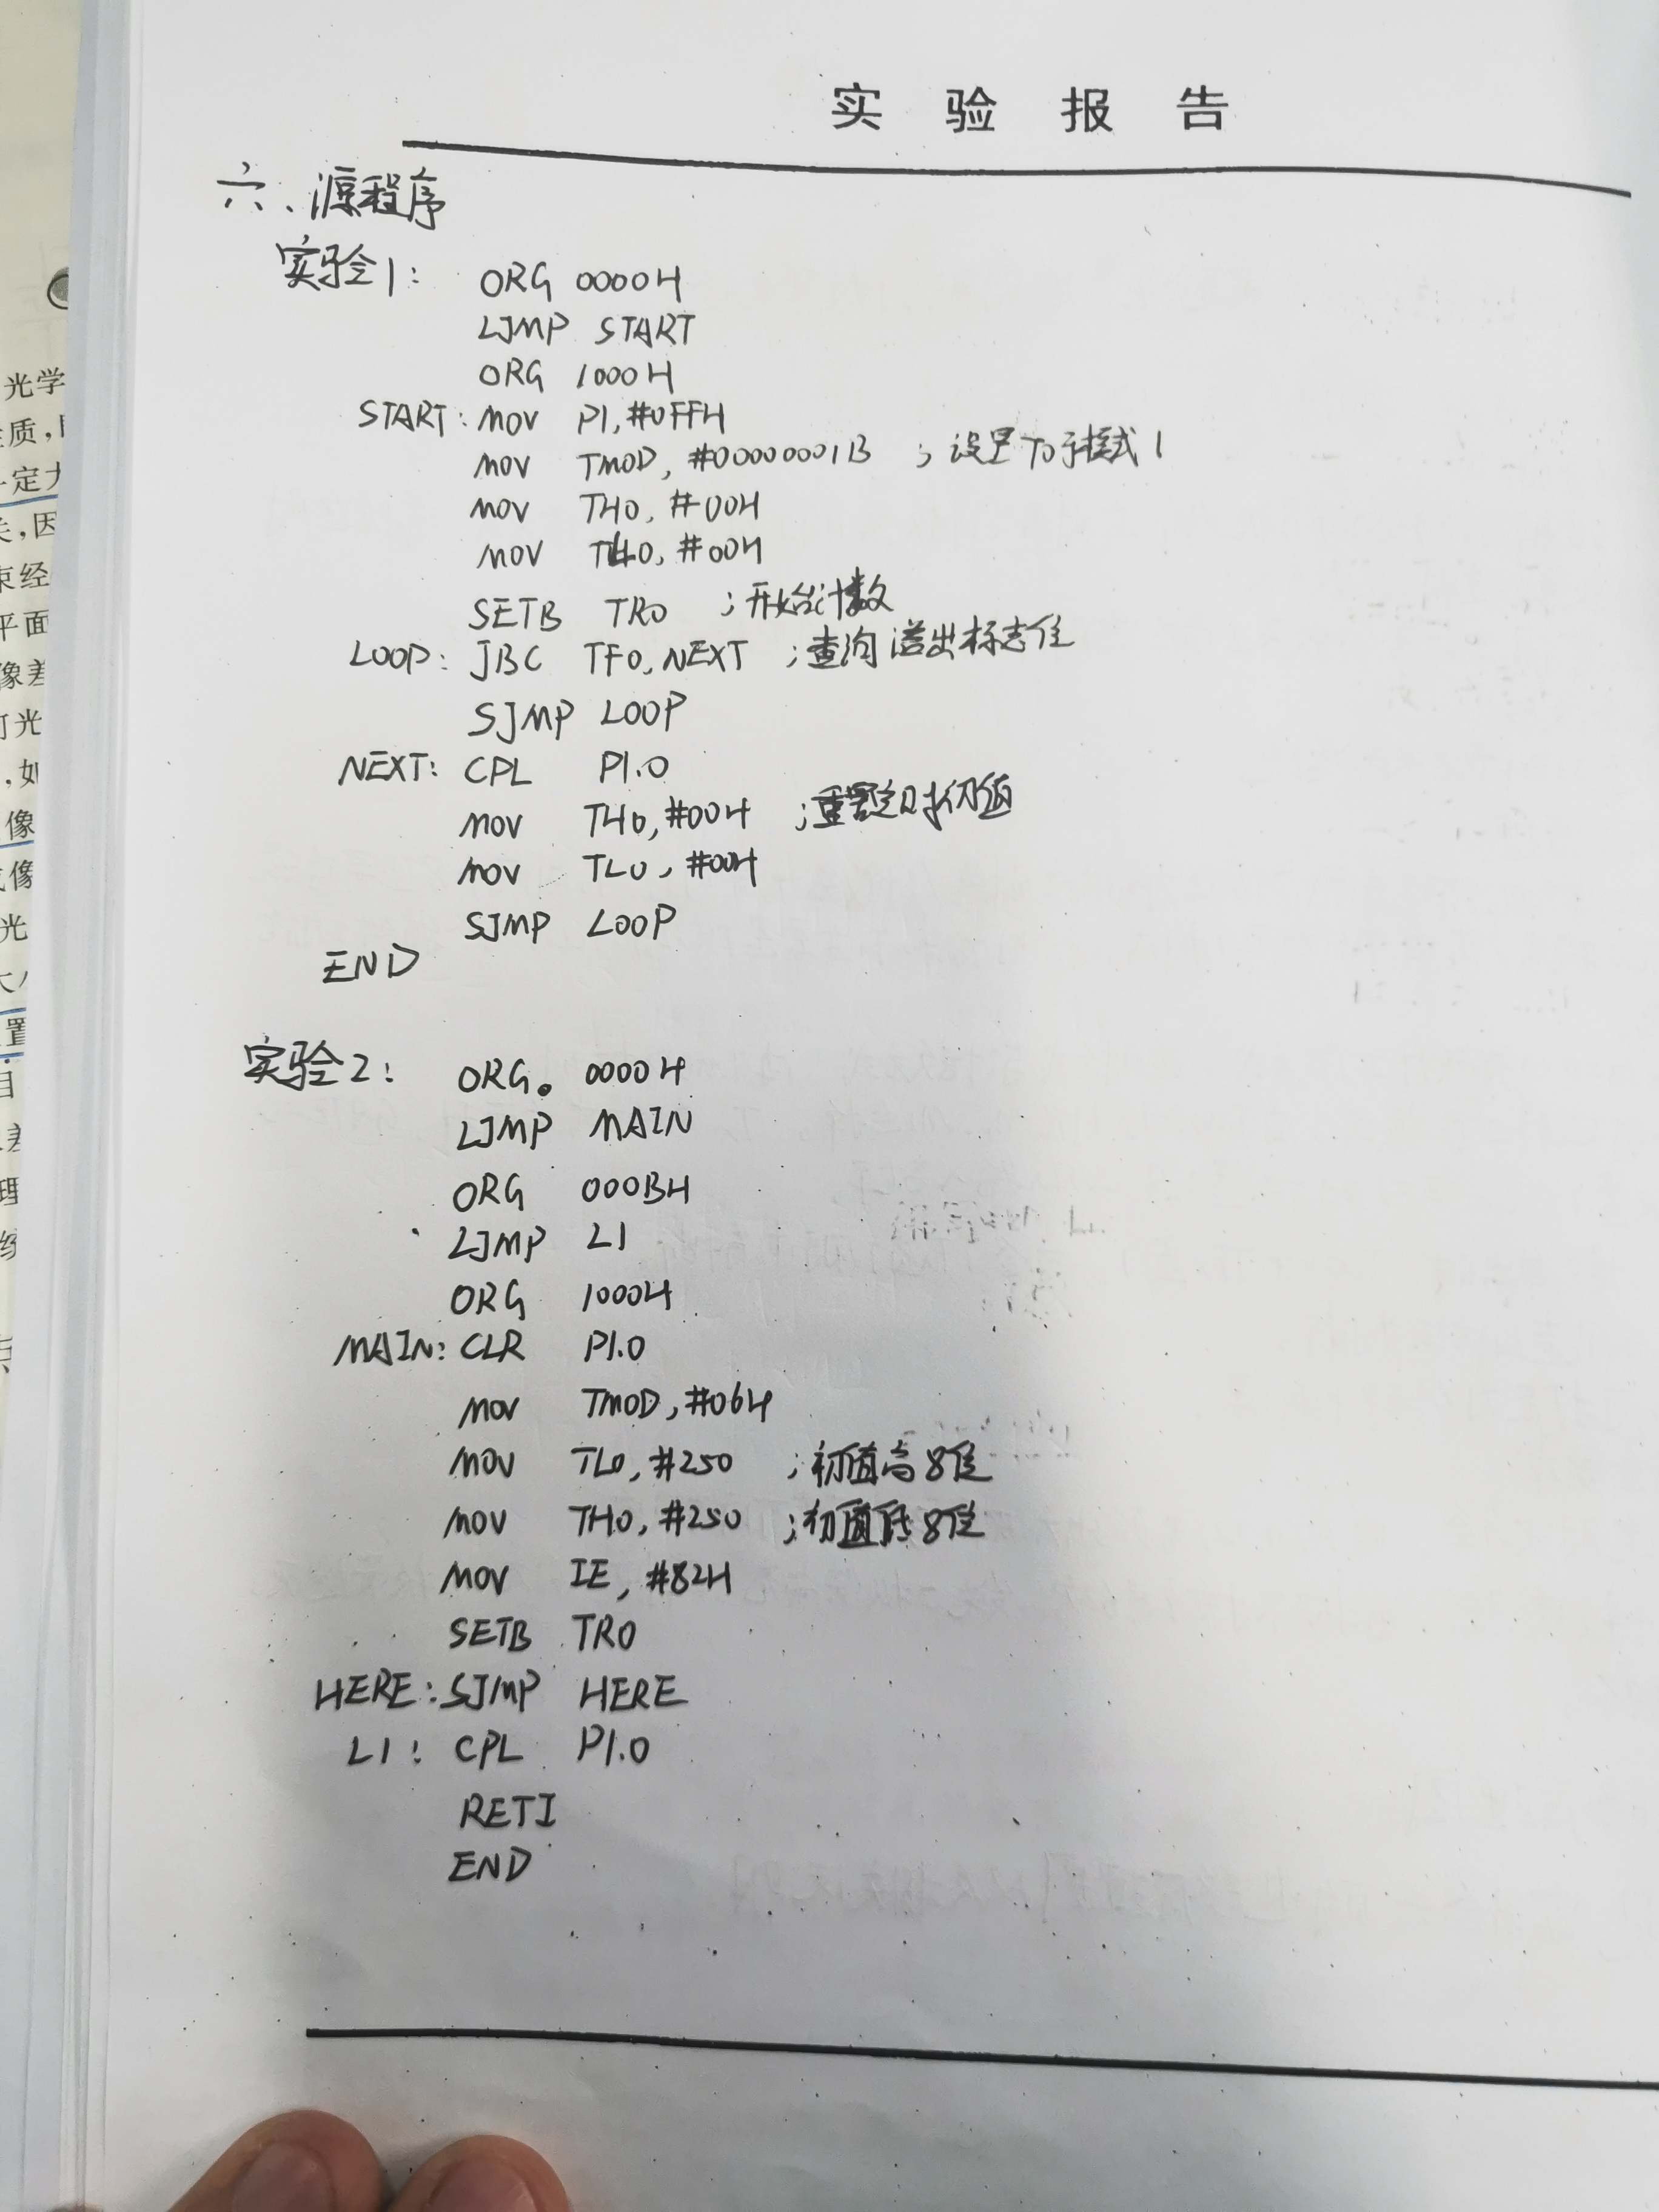 实验报告
六、源程序
实验1: ORG 0000H
LJMP START
ORG 1000H
START: MOV P1,#0FFH
MOV TMOD, #00000001B ;设置T0于模式1
MOV TH0, #00H
MOV TL0, #00H
SETB TR0 ;开始计数
LOOP: JBC TF0,NEXT ;查询溢出标志位
SJMP LOOP
NEXT: CPL P1.0
MOV TH0,#00H ;重置定时初值
MOV TL0, #00H
SJMP LOOP
END
实验2: ORG 0000H
LJMP MAIN
ORG 000BH
LJMP L1
ORG 1000H
MAIN: CLR P1.0
MOV TMOD,#06H
MOV TL0,#250 ;初值高8位
MOV TH0,#250 ;初值低8位
MOV IE, #82H
SETB TR0
HERE: SJMP HERE
L1: CPL P1.0
RETI
END
光学
质,
一定
,因
束经
平面
像差
灯光
,如
像
像
光
置
目
差
理